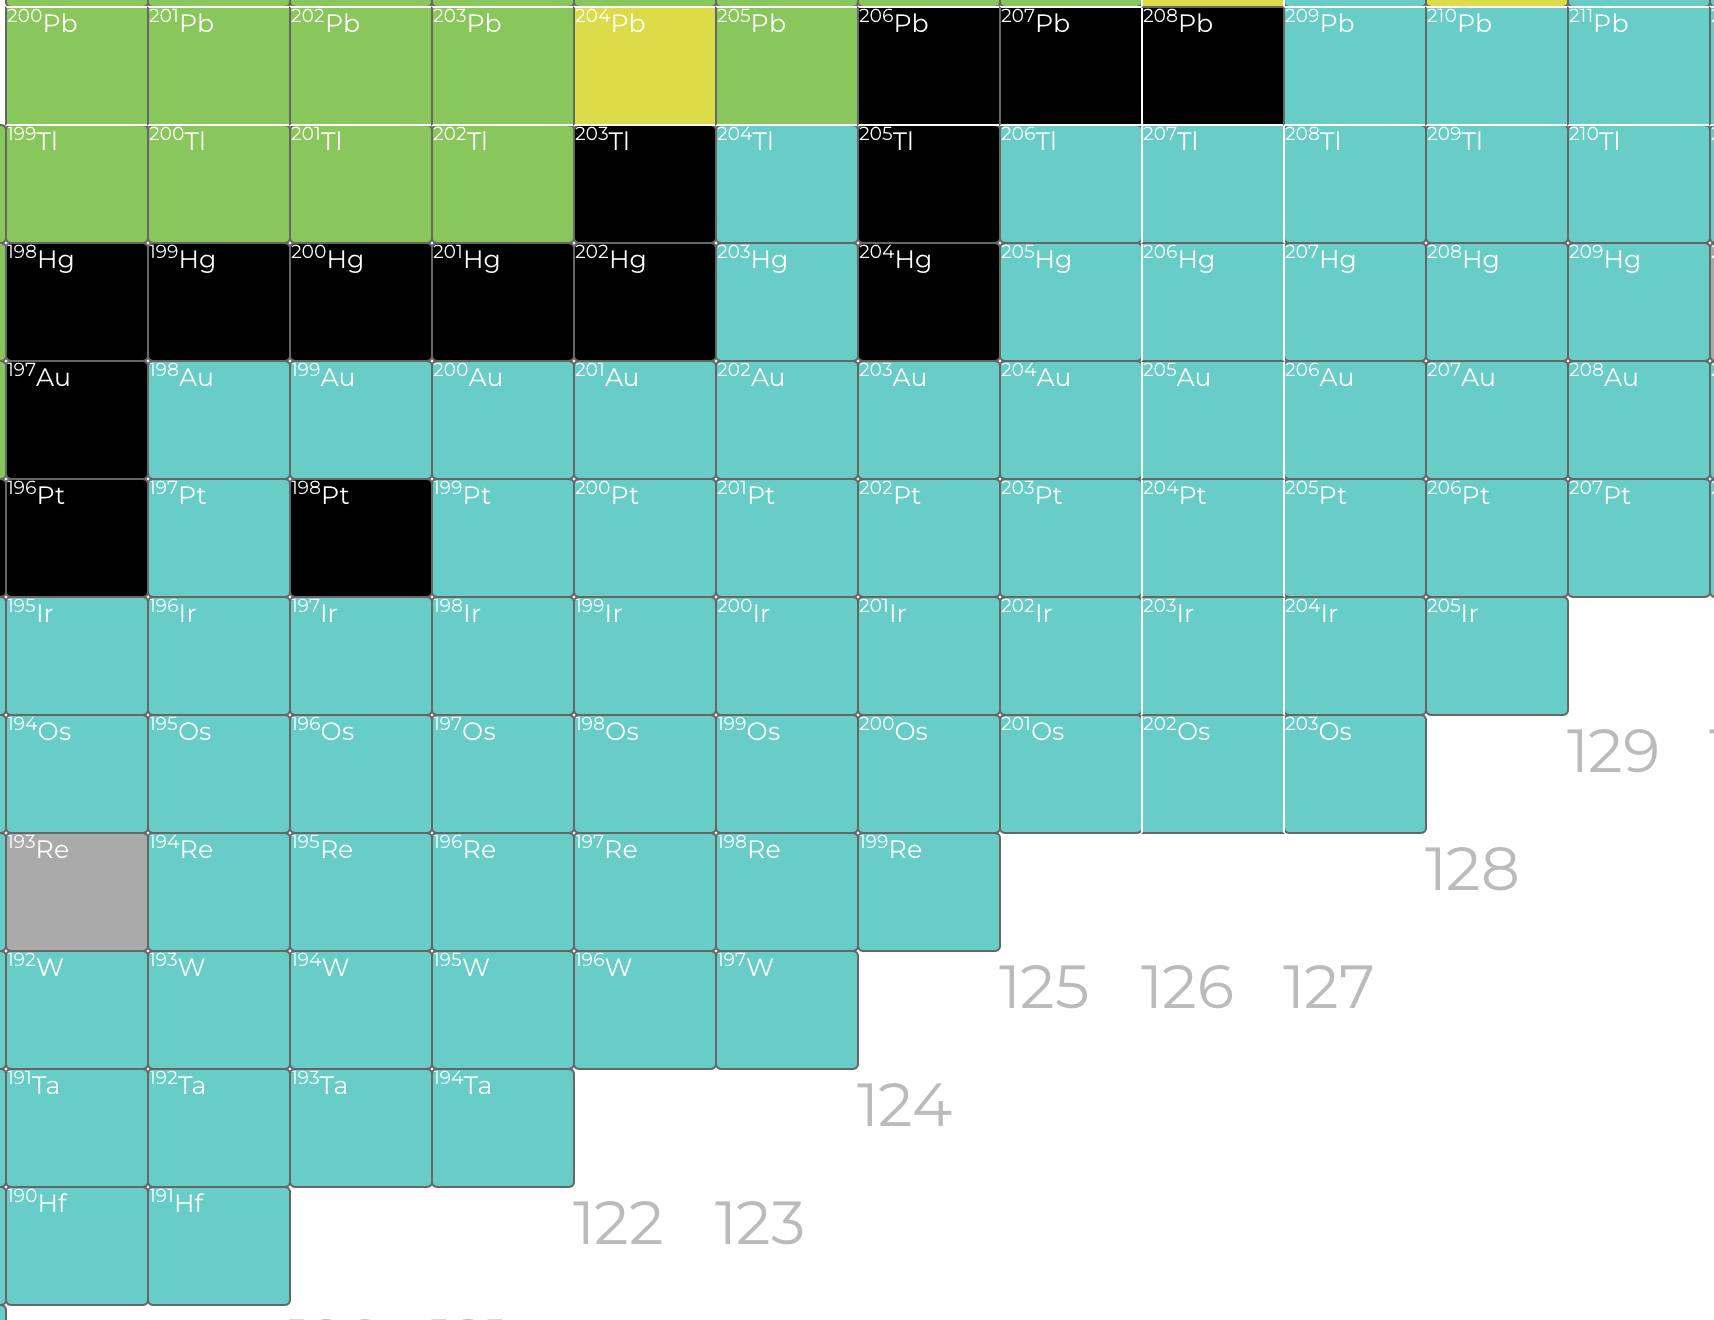 200Pb 201Pb 202Pb 203Pb 204Pb 205Pb 206Pb 207Pb 208Pb 209Pb 210Pb 211Pb
199Tl 200Tl 201Tl 202Tl 203Tl 204Tl 205Tl 206Tl 207Tl 208Tl 209Tl 210Tl
198Hg 199Hg 200Hg 201Hg 202Hg 203Hg 204Hg 205Hg 206Hg 207Hg 208Hg 209Hg
197Au 198Au 199Au 200Au 201Au 202Au 203Au 204Au 205Au 206Au 207Au 208Au
196Pt 197Pt 198Pt 199Pt 200Pt 201Pt 202Pt 203Pt 204Pt 205Pt 206Pt 207Pt
195Ir 196Ir 197Ir 198Ir 199Ir 200Ir 201Ir 202Ir 203Ir 204Ir 205Ir
194Os 195Os 196Os 197Os 198Os 199Os 200Os 201Os 202Os 203Os
129
193Re 194Re 195Re 196Re 197Re 198Re 199Re
128
192W 193W 194W 195W 196W 197W
125 126 127
191Ta 192Ta 193Ta 194Ta
124
190Hf 191Hf
122 123